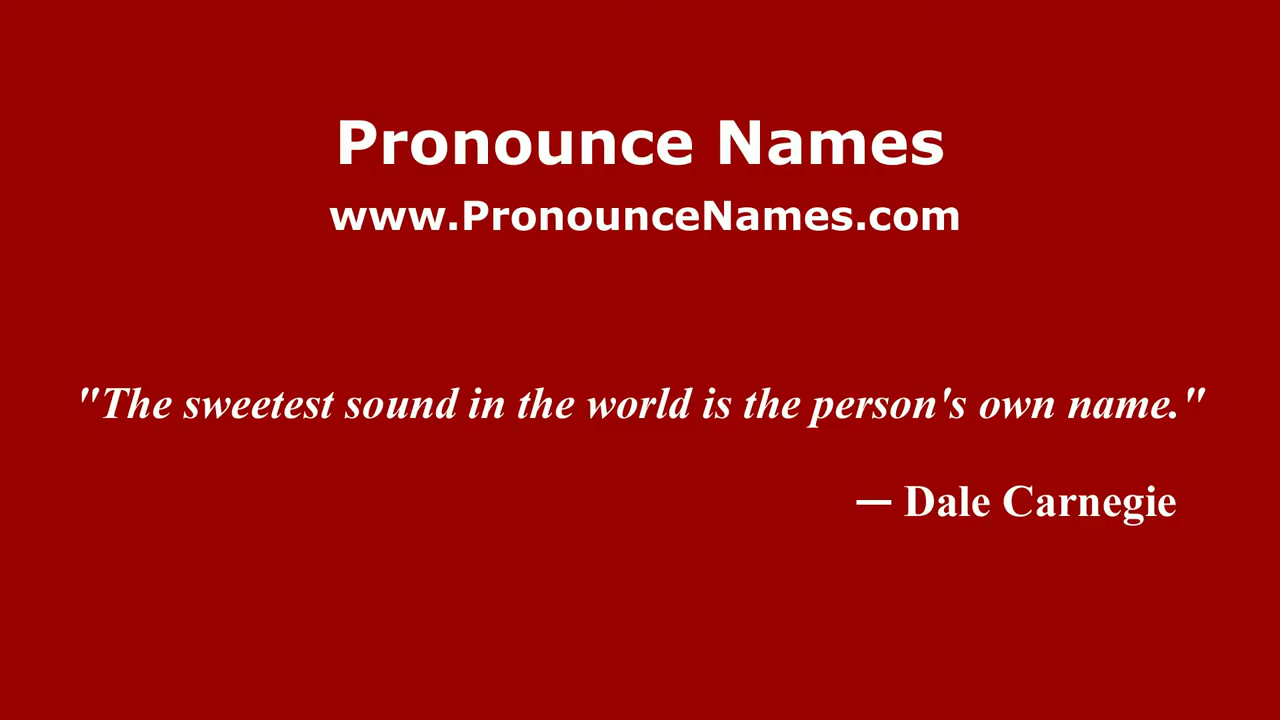 Pronounce Names
www.PronounceNames.com
"The sweetest sound in the world is the person's own name."
— Dale Carnegie